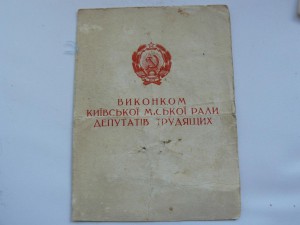 ВИКОНКОМ
КИЇВСЬКОЇ МІСЬКОЇ РАДИ
ДЕПУТАТІВ ТРУДЯЩИХ